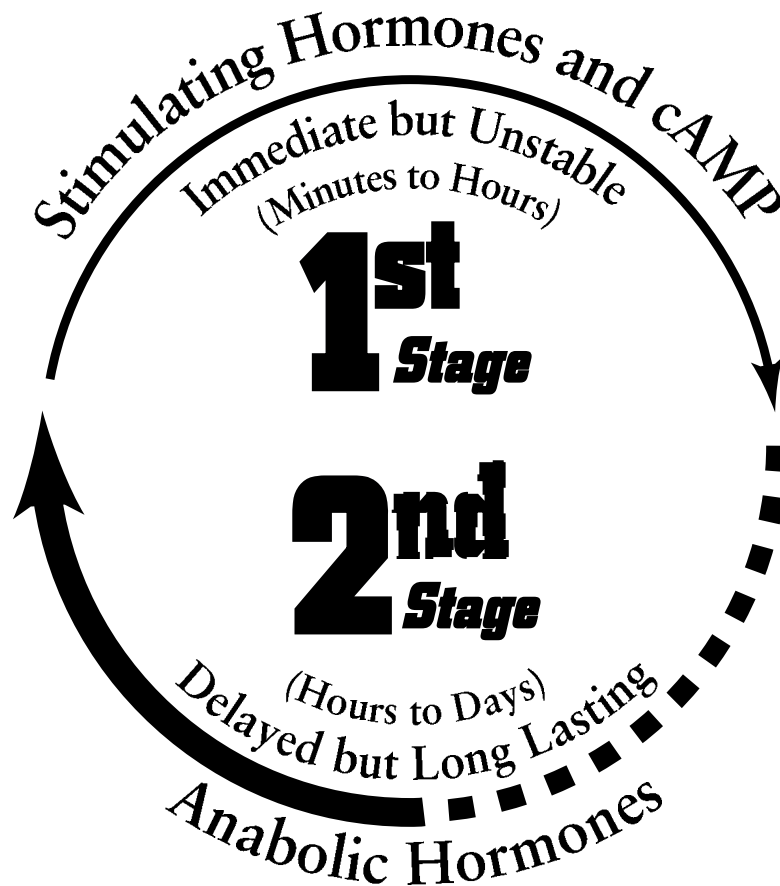 Stimulating Hormones and cAMP
Immediate but Unstable
(Minutes to Hours)
1st
Stage
2nd
Stage
(Hours to Days)
Delayed but Long Lasting
Anabolic Hormones